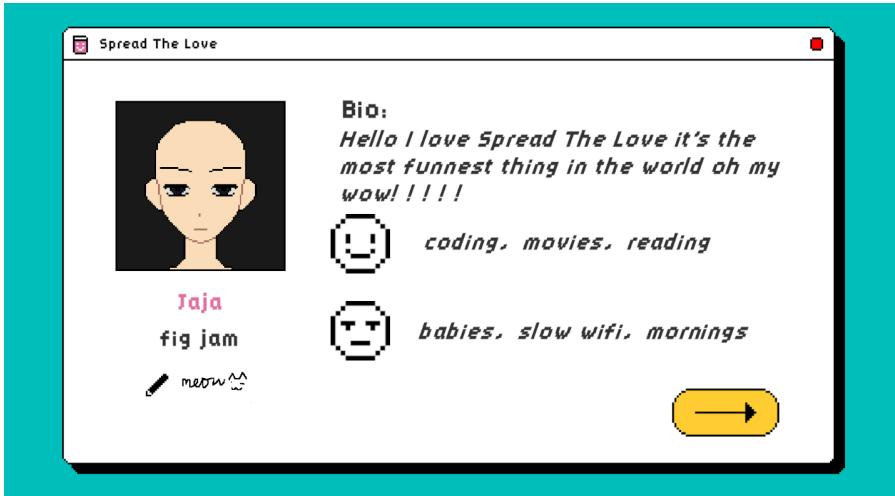 Spread The Love
Bio:
Hello I love Spread The Love it's the
most funnest thing in the world oh my
wow! ! ! ! !
coding, movies, reading
Jaja
fig jam
babies, slow wifi, mornings
meow